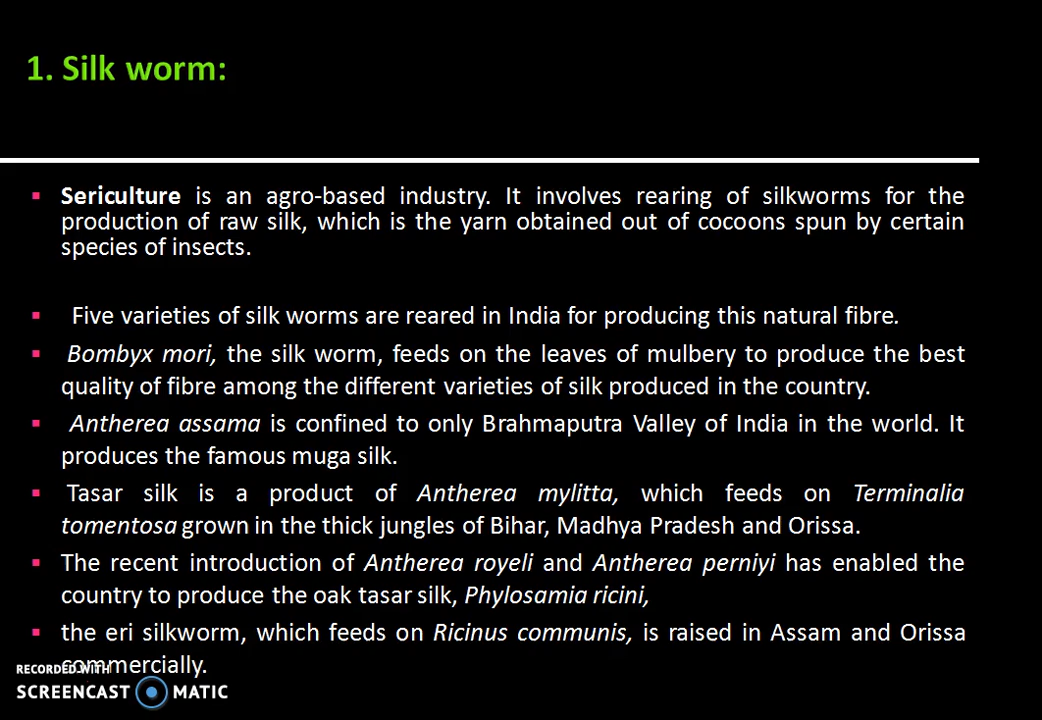 1. Silk worm:
Sericulture is an agro-based industry. It involves rearing of silkworms for the
production of raw silk, which is the yarn obtained out of cocoons spun by certain
species of insects.
Five varieties of silk worms are reared in India for producing this natural fibre.
Bombyx mori, the silk worm, feeds on the leaves of mulbery to produce the best
quality of fibre among the different varieties of silk produced in the country.
Antherea assama is confined to only Brahmaputra Valley of India in the world. It
produces the famous muga silk.
Tasar silk is a product of Antherea mylitta, which feeds on Terminalia
tomentosa grown in the thick jungles of Bihar, Madhya Pradesh and Orissa.
The recent introduction of Antherea royeli and Antherea perniyi has enabled the
country to produce the oak tasar silk, Phylosamia ricini,
the eri silkworm, which feeds on Ricinus communis, is raised in Assam and Orissa
commercially.
RECORDED WITH
SCREENCAST MATIC